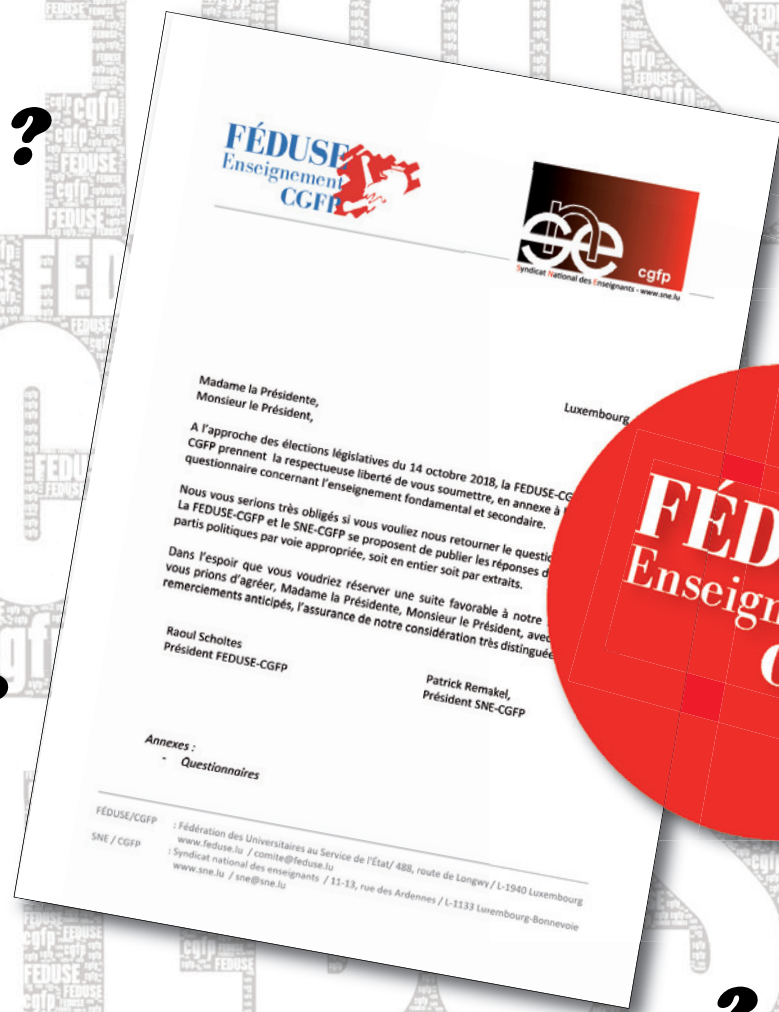 ?
FÉDUSE
Enseignement
CGFP
sne
cgfp
Syndicat National des Enseignants - www.sne.lu
Madame la Présidente,
Monsieur le Président,
Luxembourg
A l'approche des élections législatives du 14 octobre 2018, la FEDUSE-CG
CGFP prennent la respectueuse liberté de vous soumettre, en annexe à
questionnaire concernant l'enseignement fondamental et secondaire.
Nous vous serions très obligés si vous vouliez nous retourner le questio
La FEDUSE-CGFP et le SNE-CGFP se proposent de publier les réponses d
partis politiques par voie appropriée, soit en entier soit par extraits.
Dans l'espoir que vous voudriez réserver une suite favorable à notre
vous prions d'agréer, Madame la Présidente, Monsieur le Président, avec
remerciements anticipés, l'assurance de notre considération très distinguée
Raoul Scholtes
Président FEDUSE-CGFP
Patrick Remakel,
Président SNE-CGFP
Annexes :
- Questionnaires
FÉDUSE/CGFP : Fédération des Universitaires au Service de l'État/ 488, route de Longwy / L-1940 Luxembourg
www.feduse.lu / comite@feduse.lu
SNE / CGFP : Syndicat national des enseignants / 11-13, rue des Ardennes / L-1133 Luxembourg-Bonnevoie
www.sne.lu / sne@sne.lu
FÉD
Enseign
?